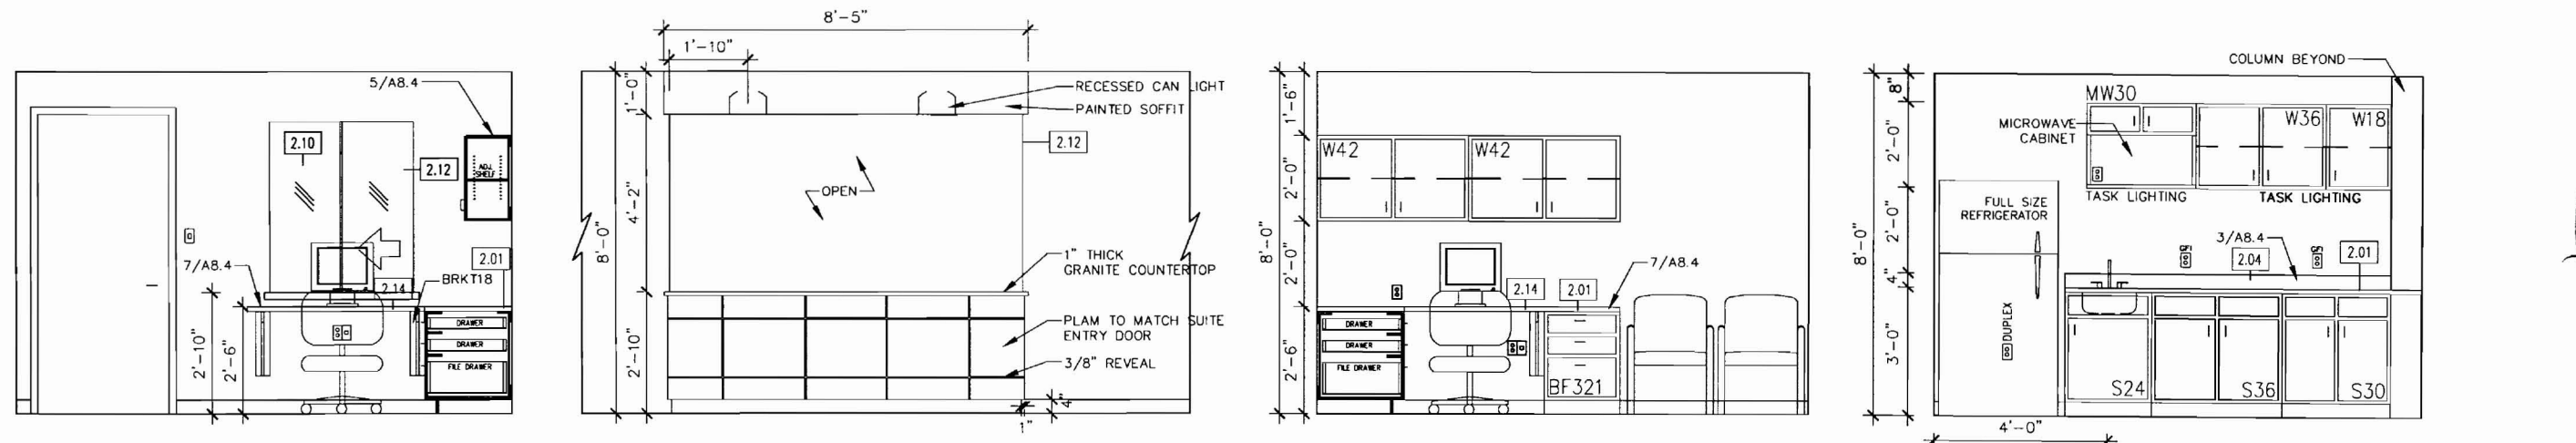 5/A8.4
2.10
2.12
ADJ.
SHELF
7/A8.4
2.01
BRKT18
2.14
DRAWER
DRAWER
FILE DRAWER
2'-10"
2'-6"
8'-5"
1'-10"
1'-0"
RECESSED CAN LIGHT
PAINTED SOFFIT
2.12
OPEN
4'-2"
8'-0"
1" THICK
GRANITE COUNTERTOP
PLAM TO MATCH SUITE
ENTRY DOOR
3/8" REVEAL
2'-10"
4"
1"
1'-6"
W42
W42
2'-0"
8'-0"
2'-0"
7/A8.4
2.14
2.01
DRAWER
DRAWER
FILE DRAWER
2'-6"
BF321
COLUMN BEYOND
8"
MW30
MICROWAVE
CABINET
W36
W18
2'-0"
TASK LIGHTING
TASK LIGHTING
FULL SIZE
REFRIGERATOR
2'-0"
8'-0"
3/A8.4
2.04
2.01
4"
DUPLEX
3'-0"
S24
S36
S30
4'-0"